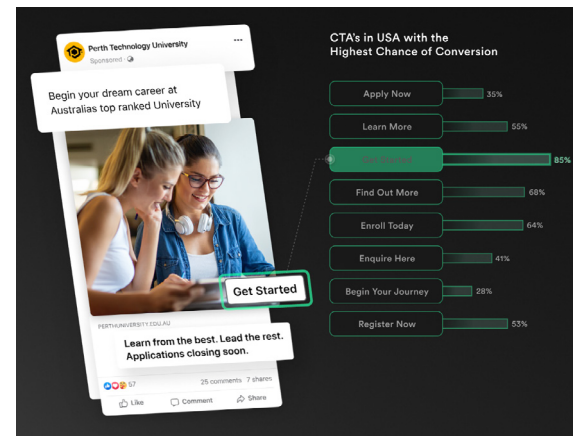 Perth Technology University
Sponsored ·
Begin your dream career at
Australias top ranked University
Get Started
PERTHUNIVERSITY.EDU.AU
Learn from the best. Lead the rest.
Applications closing soon.
57
25 comments 7 shares
Like
Comment
Share
CTA's in USA with the
Highest Chance of Conversion
Apply Now 35%
Learn More 55%
Get Started 85%
Find Out More 68%
Enroll Today 64%
Enquire Here 41%
Begin Your Journey 28%
Register Now 53%